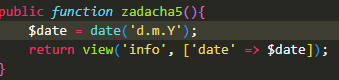 public function zadacha5(){
    $date = date('d.m.Y');
    return view('info', ['date' => $date]);
}